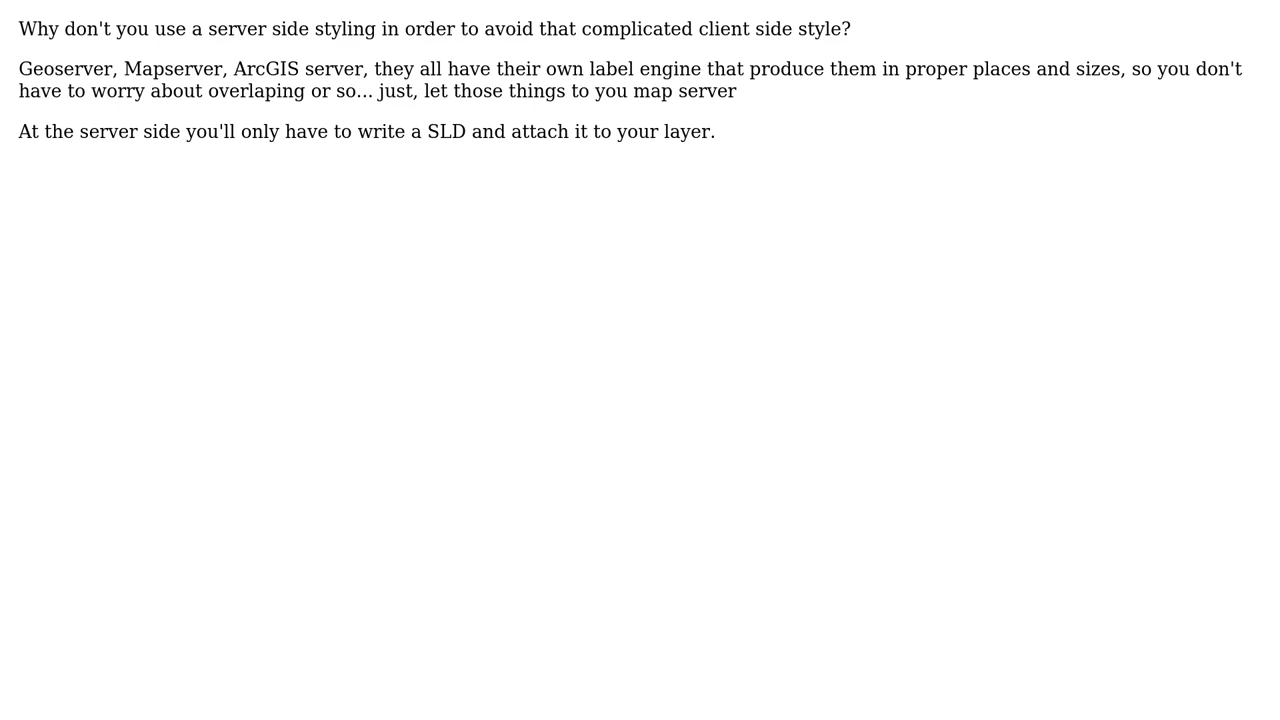 Why don't you use a server side styling in order to avoid that complicated client side style?
Geoserver, Mapserver, ArcGIS server, they all have their own label engine that produce them in proper places and sizes, so you don't
have to worry about overlaping or so... just, let those things to you map server
At the server side you'll only have to write a SLD and attach it to your layer.